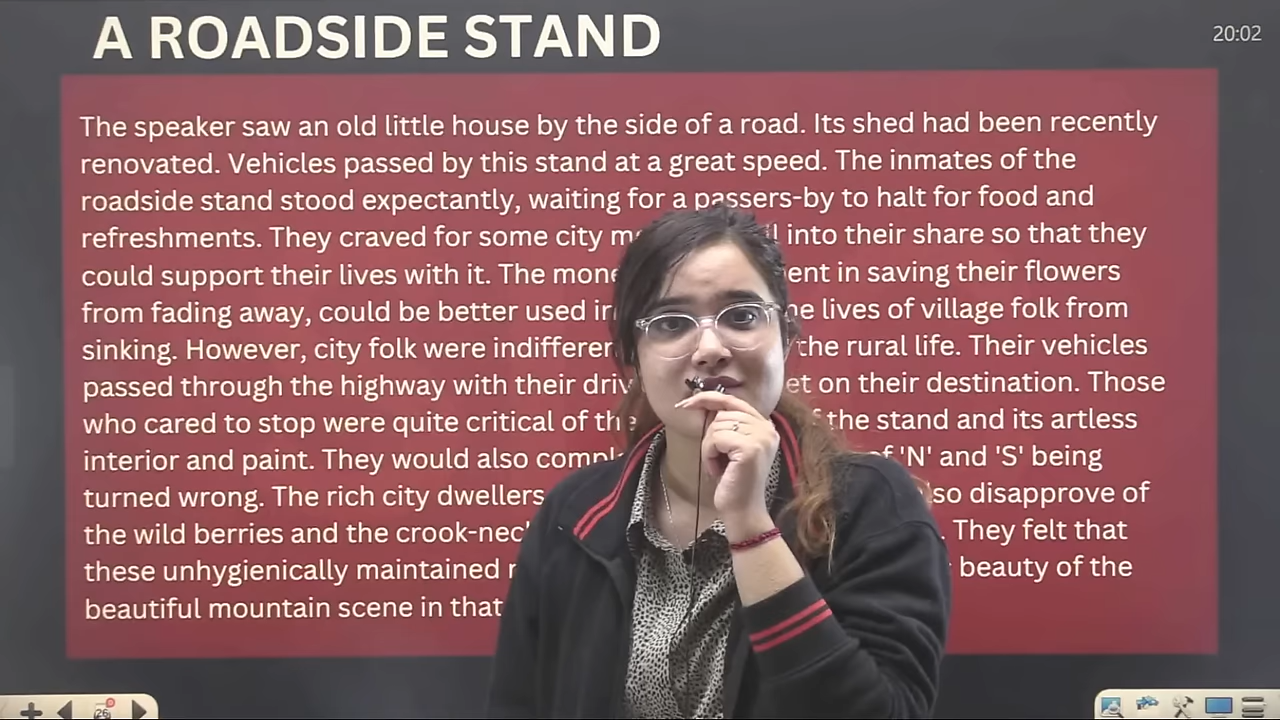 A ROADSIDE STAND
20:02
The speaker saw an old little house by the side of a road. Its shed had been recently
renovated. Vehicles passed by this stand at a great speed. The inmates of the
roadside stand stood expectantly, waiting for a passers-by to halt for food and
refreshments. They craved for some city into their share so that they
could support their lives with it. The in saving their flowers
from fading away, could be better used lives of village folk from
sinking. However, city folk were the rural life. Their vehicles
passed through the highway with their on their destination. Those
who cared to stop were quite critical of the stand and its artless
interior and paint. They would also of 'N' and 'S' being
turned wrong. The rich city dwellers disapprove of
the wild berries and the They felt that
these unhygienically maintained beauty of the
beautiful mountain scene in that
26